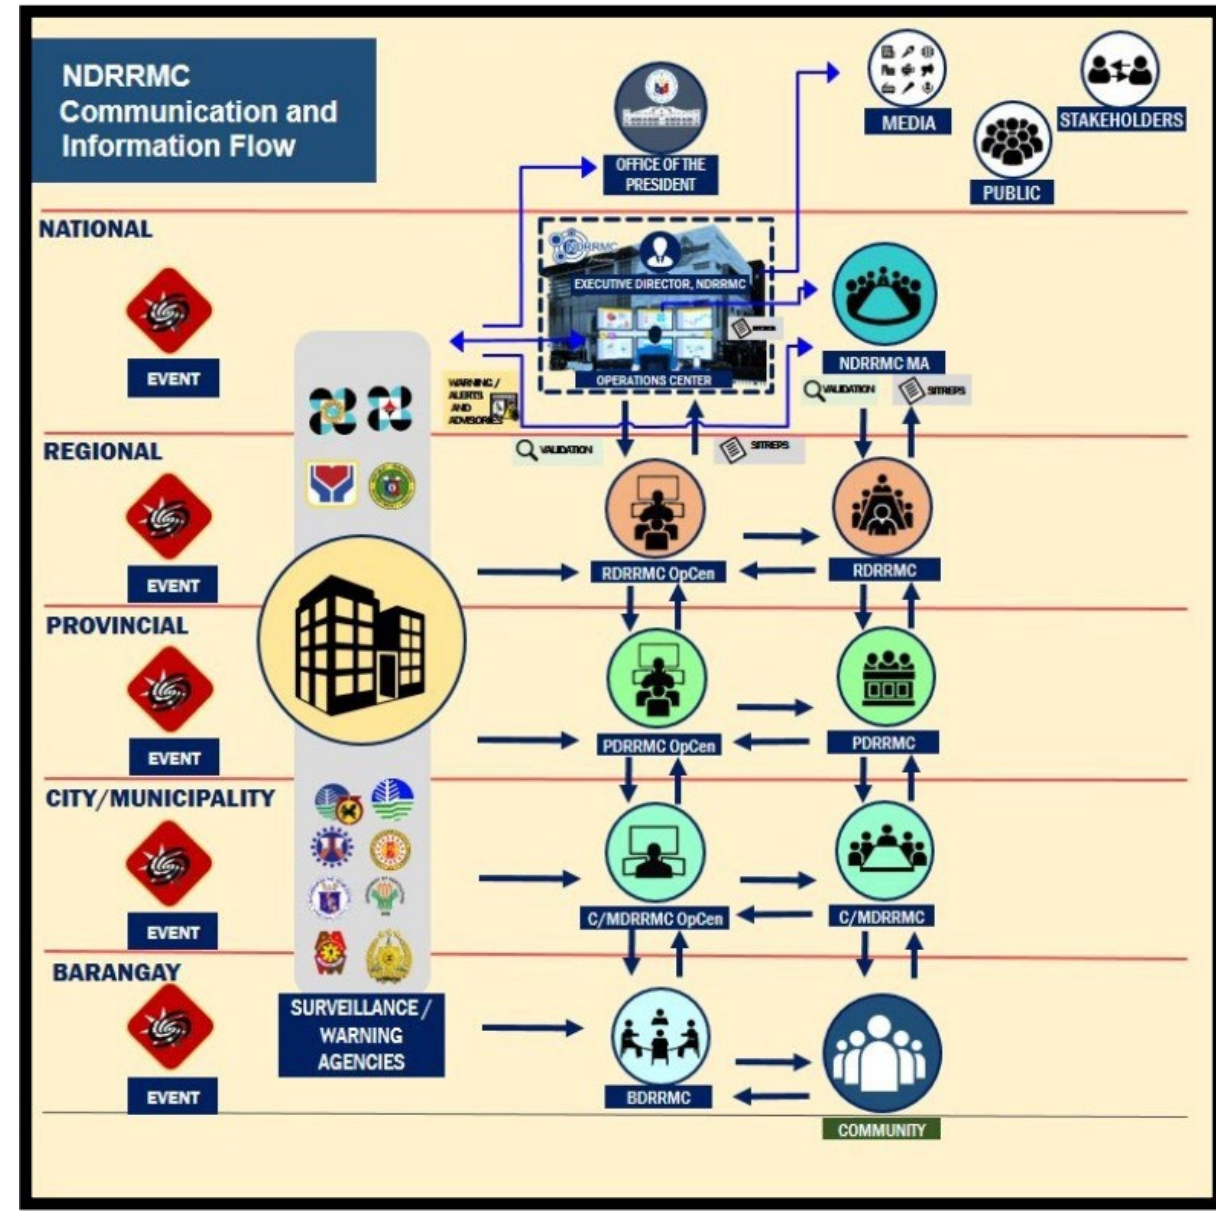 NDRRMC
Communication and
Information Flow
MEDIA
STAKEHOLDERS
PUBLIC
OFFICE OF THE
PRESIDENT
NATIONAL
NDRRMC
EXECUTIVE DIRECTOR, NDRRMC
OPERATIONS CENTER
NDRRMC MA
EVENT
WARNING /
ALERTS
AND
ADVISORIES
VALIDATION
SITREPS
VALIDATION
SITREPS
REGIONAL
EVENT
RDRRMC OpCen
RDRRMC
PROVINCIAL
EVENT
PDRRMC OpCen
PDRRMC
CITY/MUNICIPALITY
EVENT
C/MDRRMC OpCen
C/MDRRMC
BARANGAY
EVENT
SURVEILLANCE /
WARNING
AGENCIES
BDRRMC
COMMUNITY